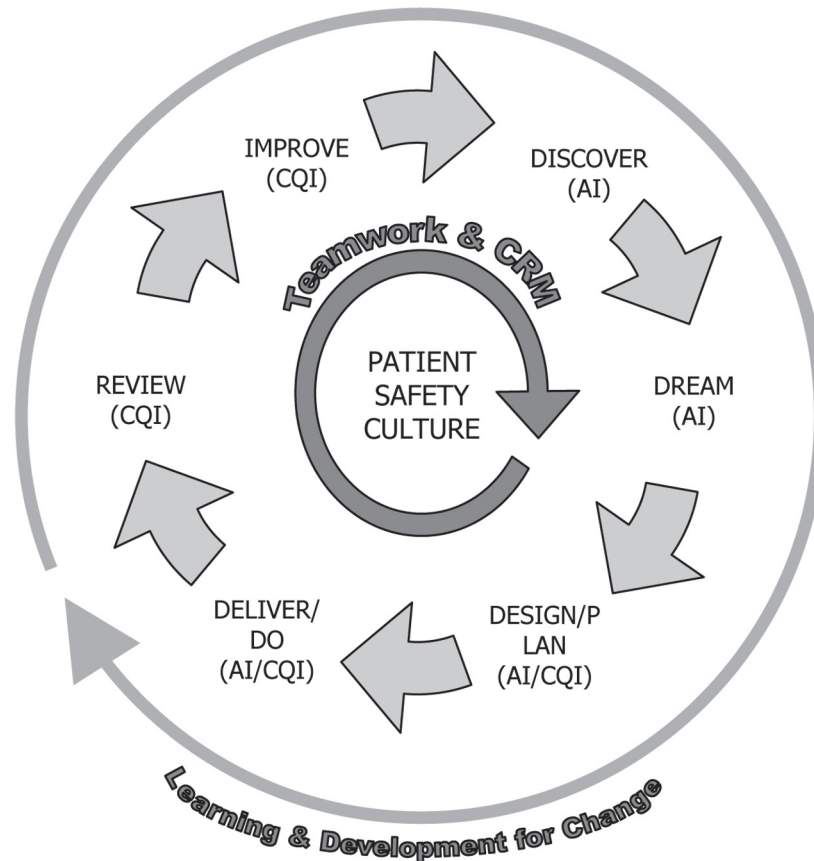 IMPROVE
(CQI)
DISCOVER
(AI)
Teamwork & CRM
PATIENT
SAFETY
CULTURE
REVIEW
(CQI)
DREAM
(AI)
DELIVER/
DO
(AI/CQI)
DESIGN/P
LAN
(AI/CQI)
Learning & Development for Change